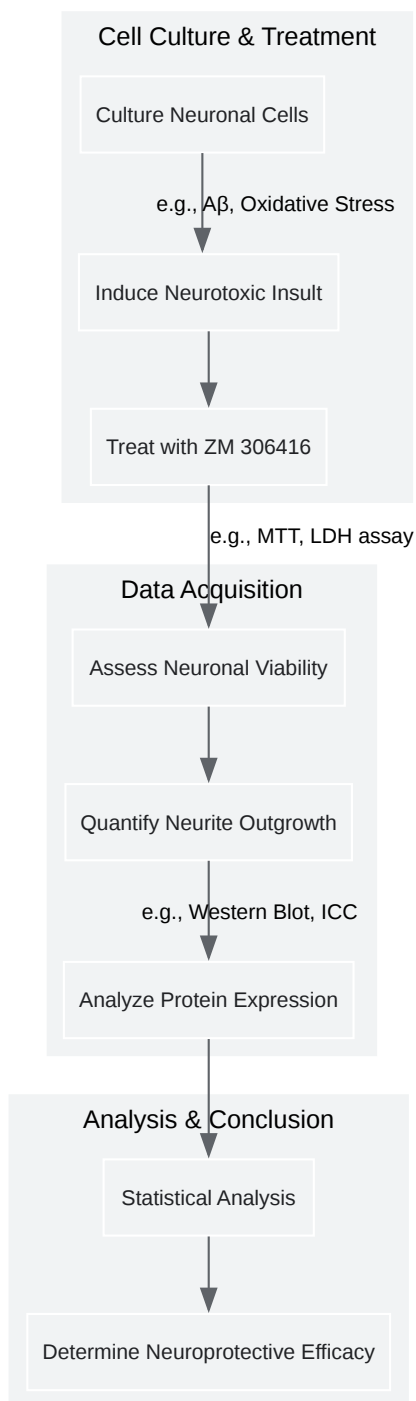 Cell Culture & Treatment
Culture Neuronal Cells
e.g., Aβ, Oxidative Stress
Induce Neurotoxic Insult
Treat with ZM 306416
e.g., MTT, LDH assay
Data Acquisition
Assess Neuronal Viability
Quantify Neurite Outgrowth
e.g., Western Blot, ICC
Analyze Protein Expression
Analysis & Conclusion
Statistical Analysis
Determine Neuroprotective Efficacy